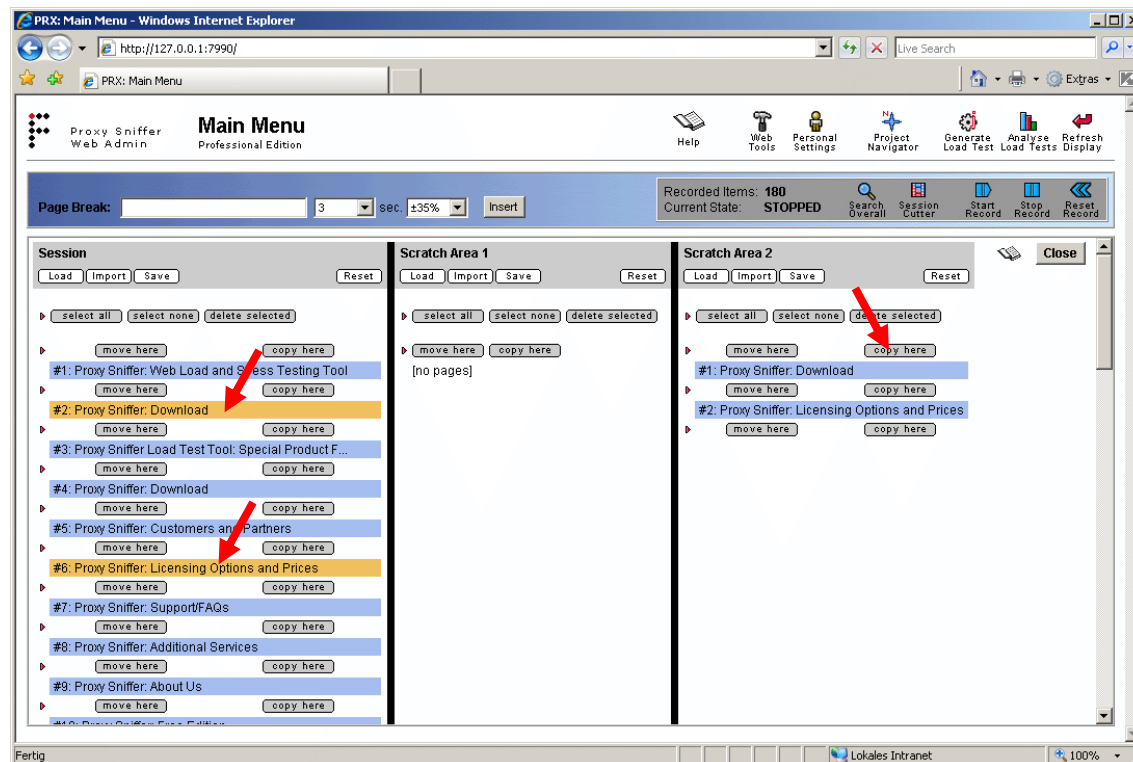 PRX: Main Menu - Windows Internet Explorer
http://127.0.0.1:7990/
Live Search
PRX: Main Menu
Extras
Proxy Sniffer
Web Admin
Main Menu
Professional Edition
Help
Web Tools
Personal Settings
Project Navigator
Generate Load Test
Analyse Load Tests
Refresh Display
Page Break:
3
sec.
±35%
Insert
Recorded Items: 180
Current State: STOPPED
Search Overall
Session Cutter
Start Record
Stop Record
Reset Record
Session
Load Import Save Reset
select all select none delete selected
move here copy here
#1: Proxy Sniffer: Web Load and Stress Testing Tool
move here copy here
#2: Proxy Sniffer: Download
move here copy here
#3: Proxy Sniffer Load Test Tool: Special Product F...
move here copy here
#4: Proxy Sniffer: Download
move here copy here
#5: Proxy Sniffer: Customers and Partners
move here copy here
#6: Proxy Sniffer: Licensing Options and Prices
move here copy here
#7: Proxy Sniffer: Support/FAQs
move here copy here
#8: Proxy Sniffer: Additional Services
move here copy here
#9: Proxy Sniffer: About Us
move here copy here
Scratch Area 1
Load Import Save Reset
select all select none delete selected
move here copy here
[no pages]
Scratch Area 2
Load Import Save Reset
select all select none delete selected
move here copy here
#1: Proxy Sniffer: Download
move here copy here
#2: Proxy Sniffer: Licensing Options and Prices
move here copy here
Close
Fertig
Lokales Intranet
100%